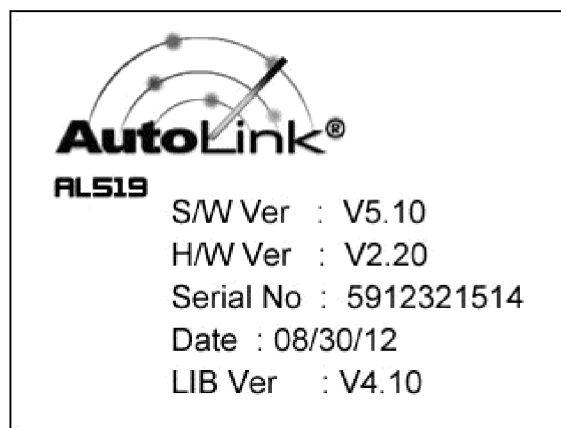 AutoLink®
AL519
S/W Ver : V5.10
H/W Ver : V2.20
Serial No : 5912321514
Date : 08/30/12
LIB Ver : V4.10